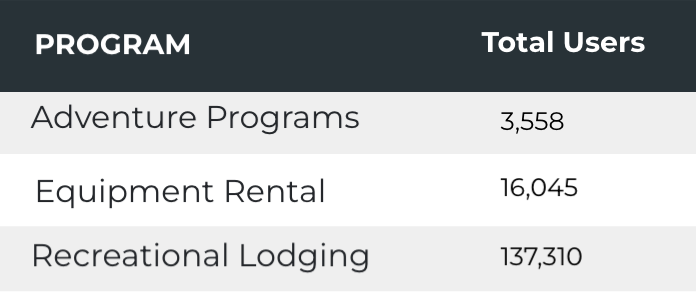 PROGRAM Total Users
Adventure Programs 3,558
Equipment Rental 16,045
Recreational Lodging 137,310